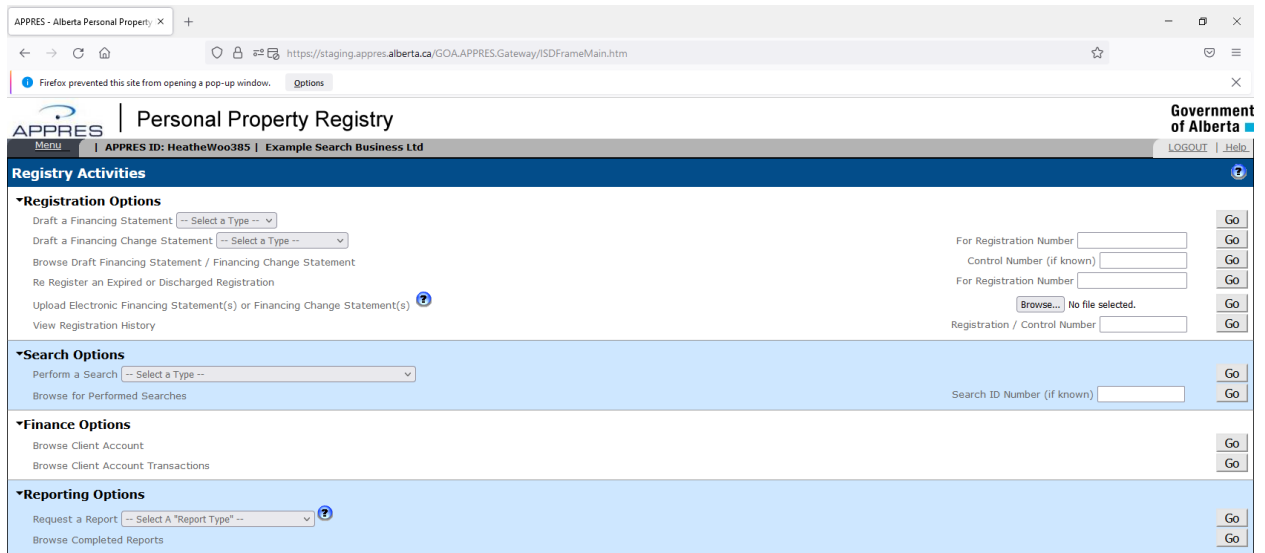 APPRES - Alberta Personal Property
https://staging.appres.alberta.ca/GOA.APPRES.Gateway/ISDFrameMain.htm
Firefox prevented this site from opening a pop-up window. Options
APPRES Personal Property Registry Government of Alberta
Menu | APPRES ID: HeatheWoo385 | Example Search Business Ltd LOGOUT | Help
Registry Activities ?
Registration Options
Draft a Financing Statement -- Select a Type -- Go
Draft a Financing Change Statement -- Select a Type -- For Registration Number Go
Browse Draft Financing Statement / Financing Change Statement Control Number (if known) Go
Re Register an Expired or Discharged Registration For Registration Number Go
Upload Electronic Financing Statement(s) or Financing Change Statement(s) ? Browse... No file selected. Go
View Registration History Registration / Control Number Go
Search Options
Perform a Search -- Select a Type -- Go
Browse for Performed Searches Search ID Number (if known) Go
Finance Options
Browse Client Account Go
Browse Client Account Transactions Go
Reporting Options
Request a Report -- Select A "Report Type" -- ? Go
Browse Completed Reports Go